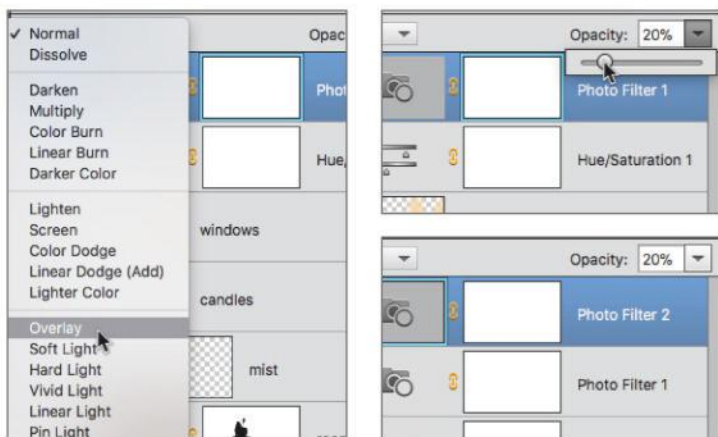 ✓ Normal
Dissolve
Darken
Multiply
Color Burn
Linear Burn
Darker Color
Lighten
Screen
Color Dodge
Linear Dodge (Add)
Lighter Color
Overlay
Soft Light
Hard Light
Vivid Light
Linear Light
Pin Light
Opac
Phot
Hue,
windows
candles
mist
Opacity: 20%
Photo Filter 1
Hue/Saturation 1
Opacity: 20%
Photo Filter 2
Photo Filter 1